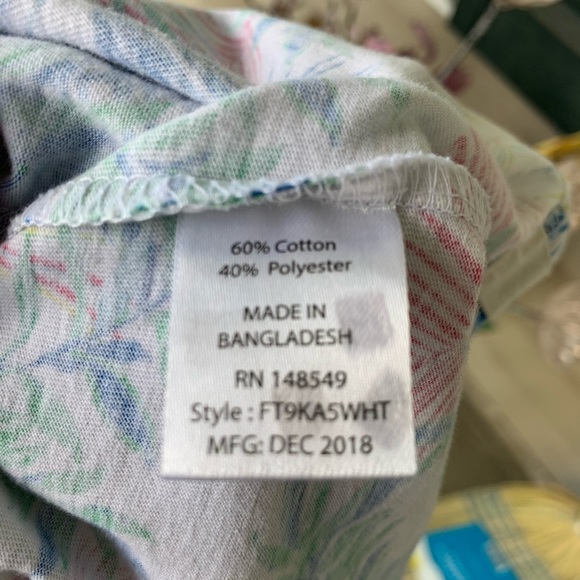 60% Cotton
40% Polyester
MADE IN
BANGLADESH
RN 148549
Style : FT9KA5WHT
MFG: DEC 2018